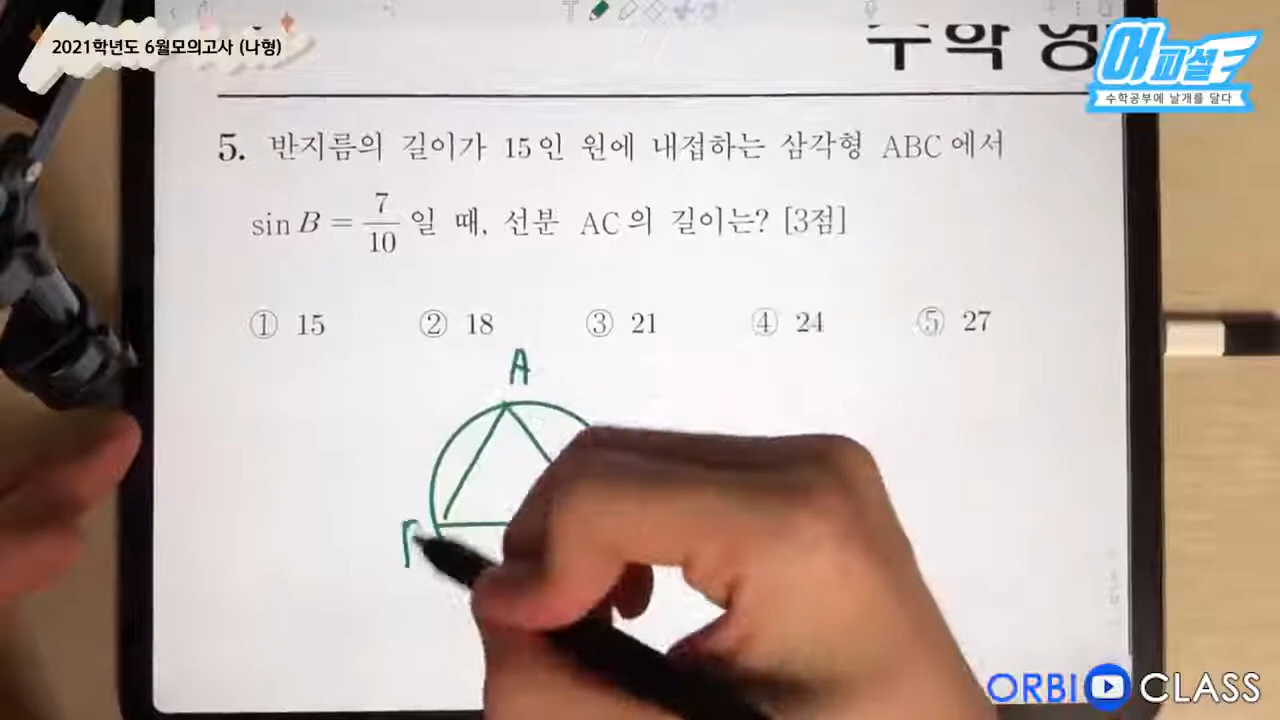 2021학년도 6월모의고사 (나형)
수학 영
어피셜
수학공부에 날개를 달다
5. 반지름의 길이가 15인 원에 내접하는 삼각형 ABC에서
sin B = 7/10 일 때, 선분 AC의 길이는? [3점]
① 15 ② 18 ③ 21 ④ 24 ⑤ 27
A
ORBI CLASS